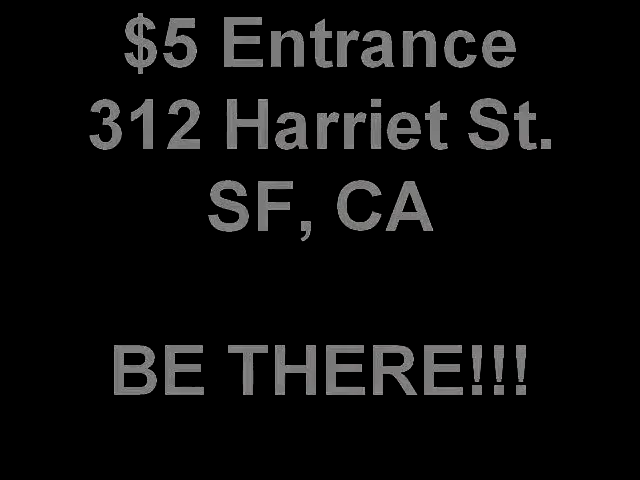 $5 Entrance
312 Harriet St.
SF, CA
BE THERE!!!